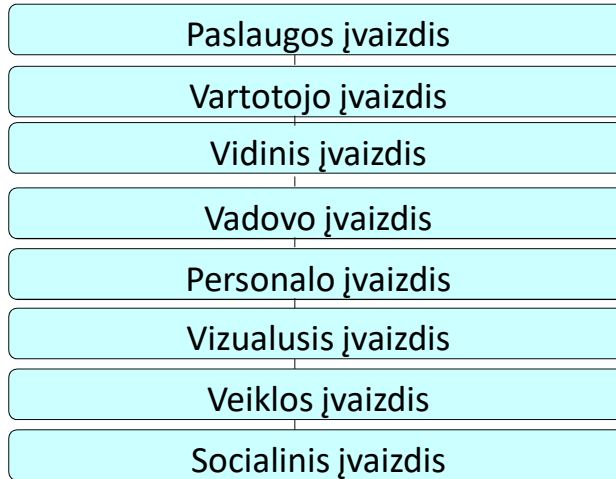 Paslaugos įvaizdis
Vartotojo įvaizdis
Vidinis įvaizdis
Vadovo įvaizdis
Personalo įvaizdis
Vizualusis įvaizdis
Veiklos įvaizdis
Socialinis įvaizdis